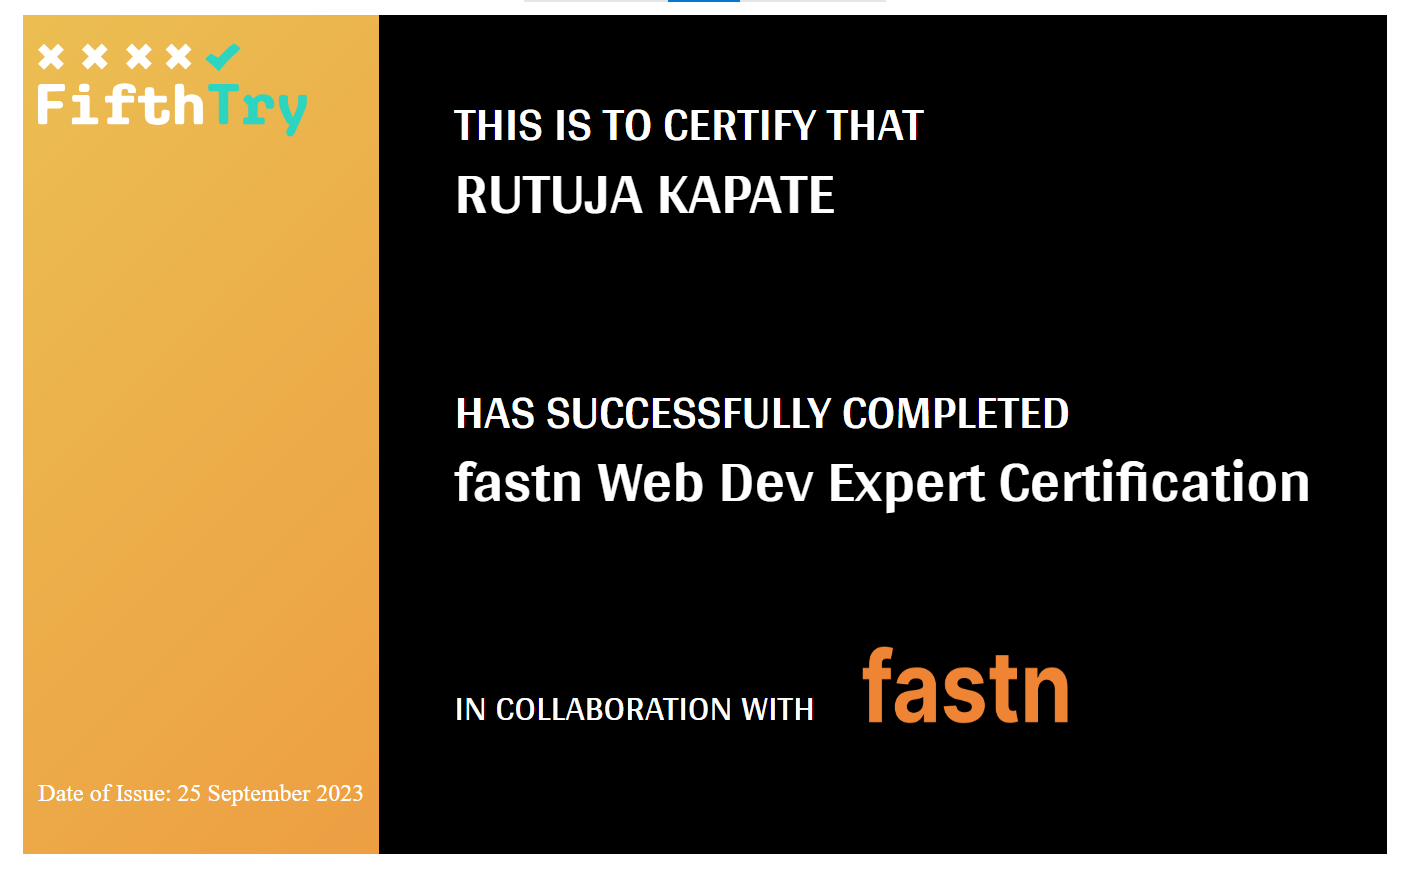 FifthTry
THIS IS TO CERTIFY THAT
RUTUJA KAPATE
HAS SUCCESSFULLY COMPLETED
fastn Web Dev Expert Certification
IN COLLABORATION WITH fastn
Date of Issue: 25 September 2023